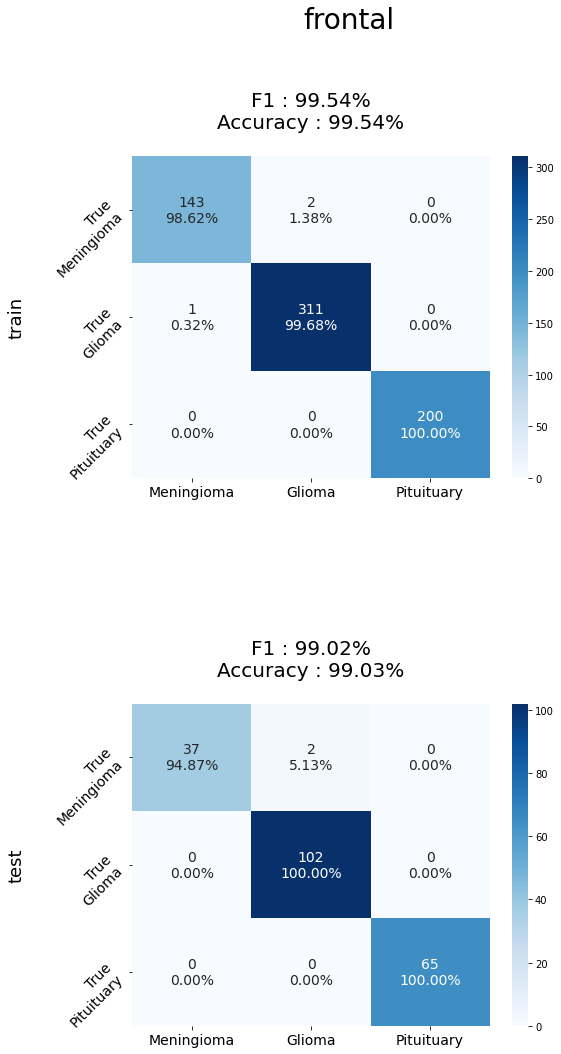 frontal
F1 : 99.54%
Accuracy : 99.54%
train
True
Meningioma
143
98.62%
2
1.38%
0
0.00%
True
Glioma
1
0.32%
311
99.68%
0
0.00%
True
Pituituary
0
0.00%
0
0.00%
200
100.00%
Meningioma Glioma Pituituary
300
250
200
150
100
50
0
F1 : 99.02%
Accuracy : 99.03%
test
True
Meningioma
37
94.87%
2
5.13%
0
0.00%
True
Glioma
0
0.00%
102
100.00%
0
0.00%
True
Pituituary
0
0.00%
0
0.00%
65
100.00%
Meningioma Glioma Pituituary
100
80
60
40
20
0